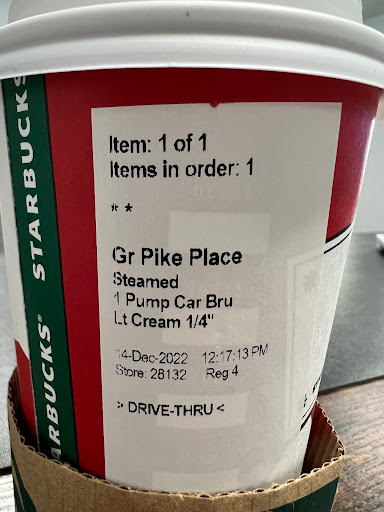 STARBUCKS
STARBUCKS®
Item: 1 of 1
Items in order: 1
* *
Gr Pike Place
Steamed
1 Pump Car Bru
Lt Cream 1/4"
14-Dec-2022 12:17:13 PM
Store: 28132 Reg 4
> DRIVE-THRU <